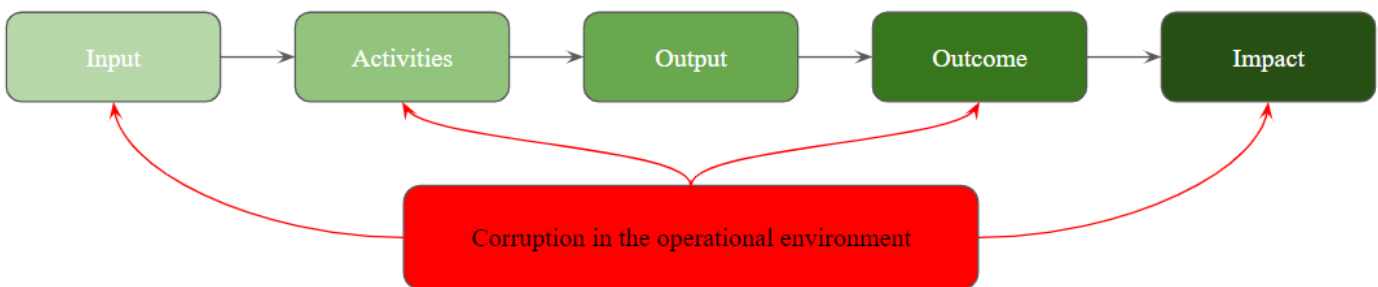 Input
Activities
Output
Outcome
Impact
Corruption in the operational environment